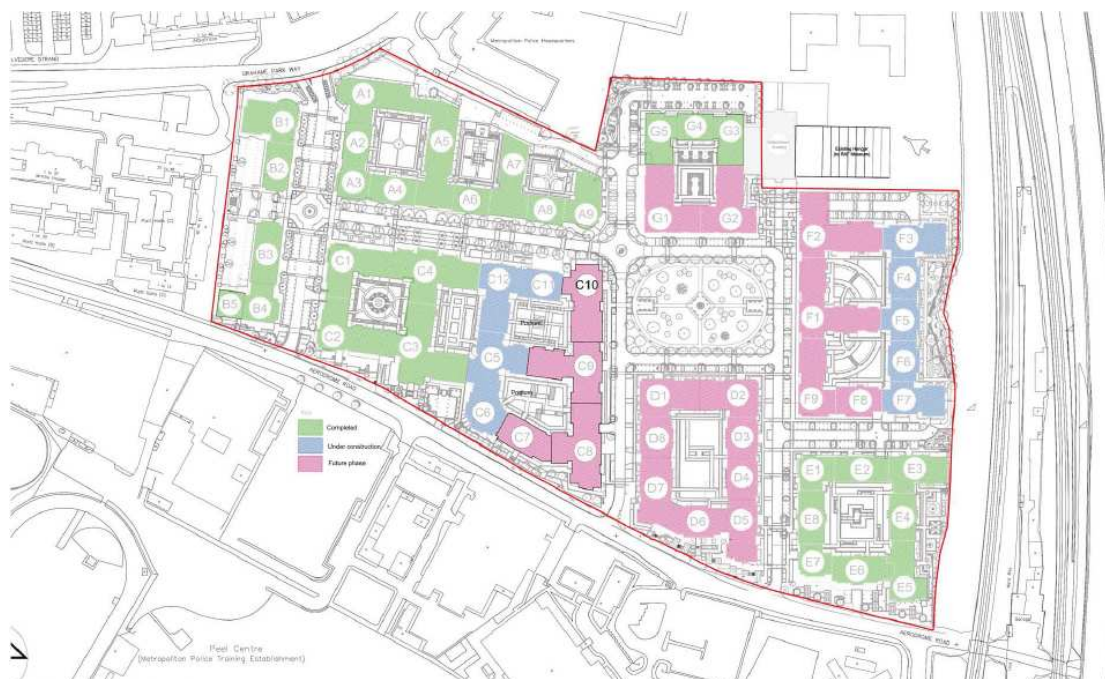 GRAHAME PARK WAY
Metropolitan Police Headquarters
A1
B1
A2
A5
G5
G4
G3
A7
B2
A3
A4
A6
A8
A9
G1
G2
F2
F3
B3
C1
C4
C12
C11
C10
F4
Podium
B5
B4
C2
C3
C5
C9
F1
F5
F6
AERODROME ROAD
C6
Podium
D1
D2
F9
F8
F7
Key
Completed
Under construction
Future phase
C7
C8
D8
D3
D7
D4
D6
D5
E1
E2
E3
E8
E4
E7
E6
E5
AERODROME ROAD
Peel Centre
(Metropolitan Police Training Establishment)